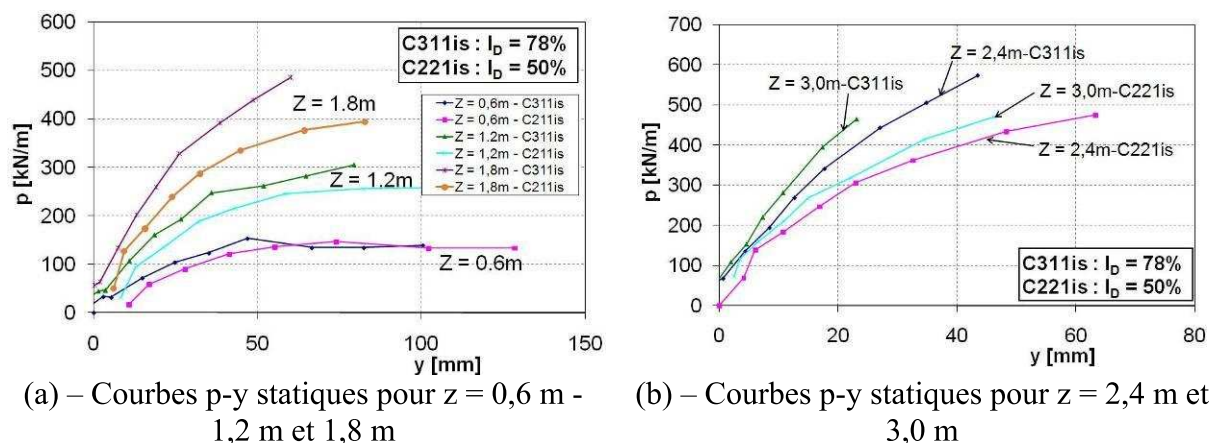 600
500
400
300
200
100
0
p [kN/m]
0
50
100
150
y [mm]
C311is : ID = 78%
C221is : ID = 50%
Z = 0,6m - C311is
Z = 0,6m - C211is
Z = 1.2m - C311is
Z = 1,2m - C211is
Z = 1,8m - C311is
Z = 1,8m - C211is
Z = 1.8m
Z = 1.2m
Z = 0.6m
(a) – Courbes p-y statiques pour z = 0,6 m -
1,2 m et 1,8 m
700
600
500
400
300
200
100
0
p [kN/m]
0
20
40
60
80
y [mm]
Z = 2,4m-C311is
Z = 3,0m-C311is
Z = 3,0m-C221is
Z = 2,4m-C221is
C311is : ID = 78%
C221is : ID = 50%
(b) – Courbes p-y statiques pour z = 2,4 m et
3,0 m